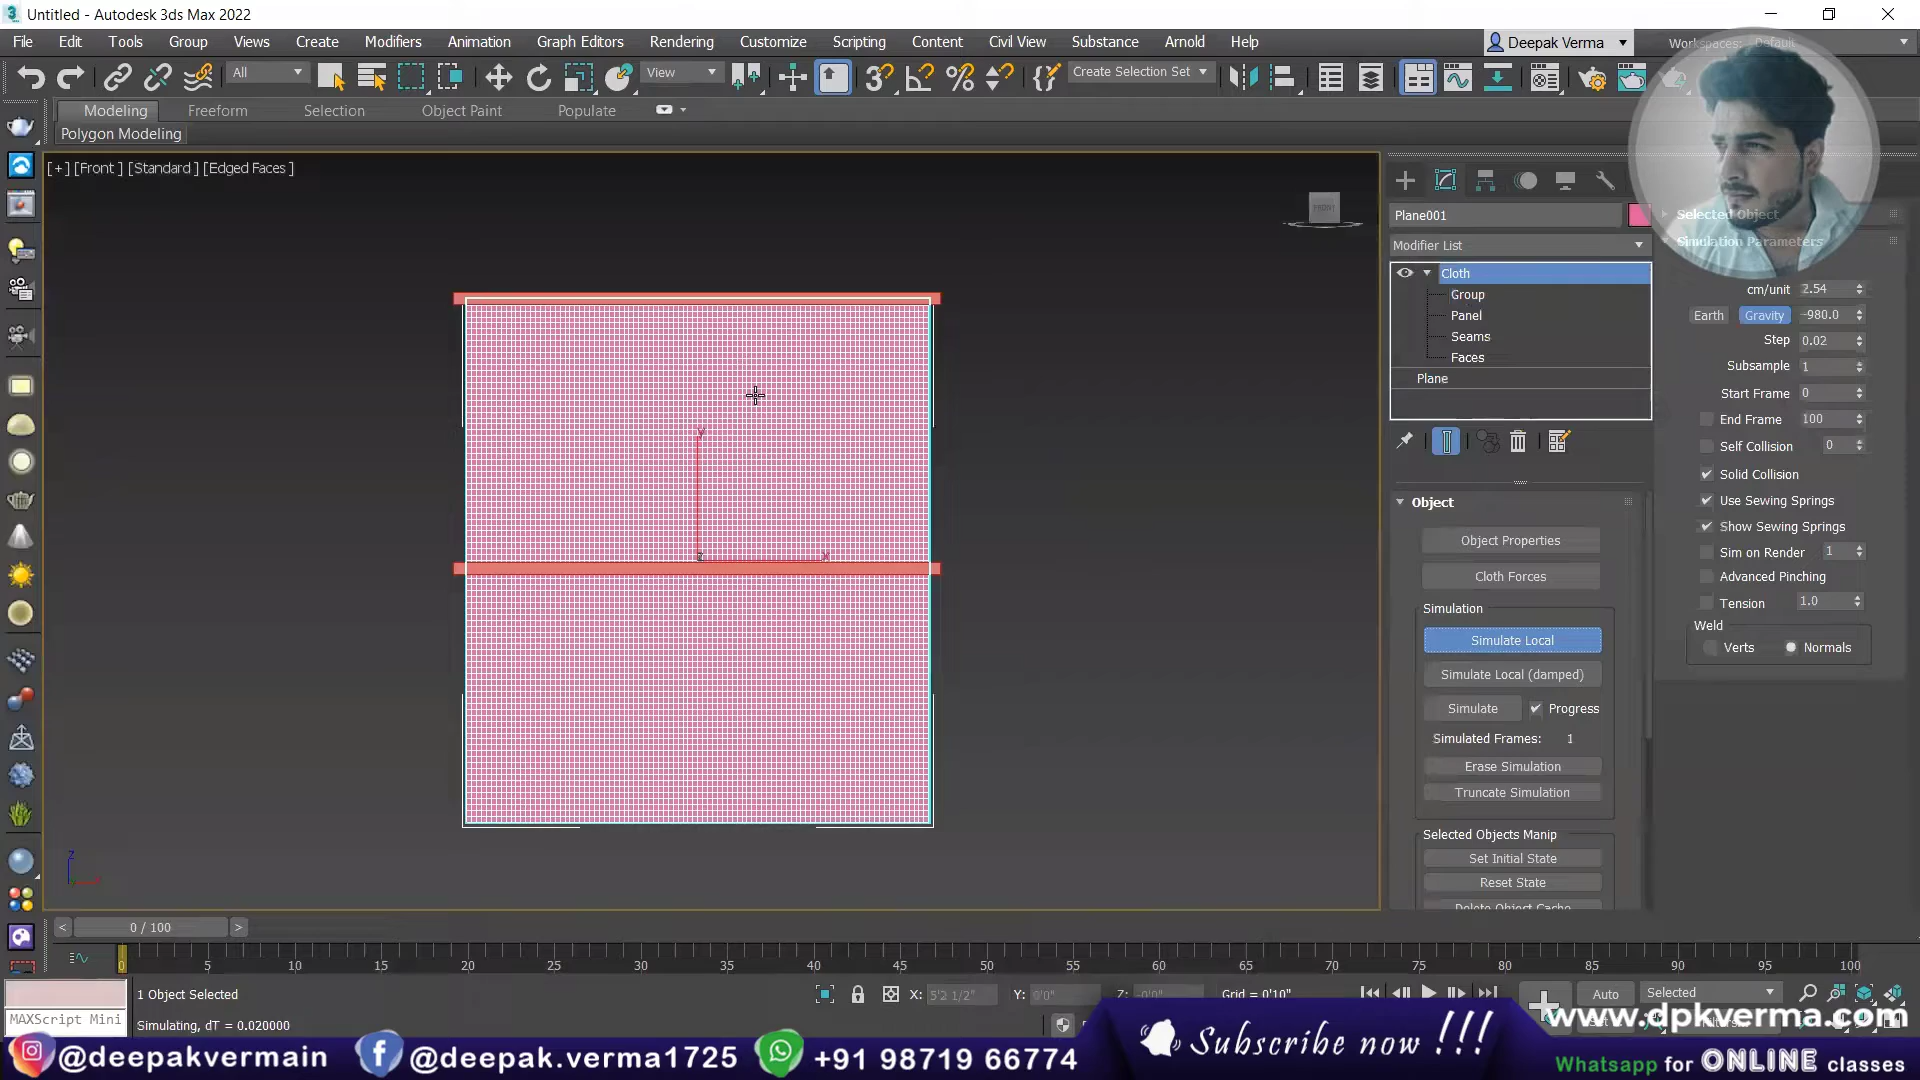 Untitled - Autodesk 3ds Max 2022
File Edit Tools Group Views Create Modifiers Animation Graph Editors Rendering Customize Scripting Content Civil View Substance Arnold Help
Deepak Verma
Workspaces: Default
All
View
Create Selection Set
Modeling Freeform Selection Object Paint Populate
Polygon Modeling
[+] [Front ] [Standard ] [Edged Faces ]
FRONT
y
z x
Z
Plane001
Modifier List
Cloth
Group
Panel
Seams
Faces
Plane
Object
Object Properties
Cloth Forces
Simulation
Simulate Local
Simulate Local (damped)
Simulate Progress
Simulated Frames: 1
Erase Simulation
Truncate Simulation
Selected Objects Manip
Set Initial State
Reset State
Delete Object Cache
Selected Object
Simulation Parameters
cm/unit 2.54
Earth Gravity -980.0
Step 0.02
Subsample 1
Start Frame 0
End Frame 100
Self Collision 0
Solid Collision
Use Sewing Springs
Show Sewing Springs
Sim on Render 1
Advanced Pinching
Tension 1.0
Weld
Verts Normals
< 0 / 100 >
0 5 10 15 20 25 30 35 40 45 50 55 60 65 70 75 80 85 90 95 100
1 Object Selected
X: 5'2 1/2" Y: 0'0" Z: -0'0" Grid = 0'10"
Auto Selected
MAXScript Mini
Simulating, dT = 0.020000
@deepakvermain @deepak.verma1725 +91 98719 66774
Subscribe now !!!
www.dpkverma.com
Whatsapp for ONLINE classes